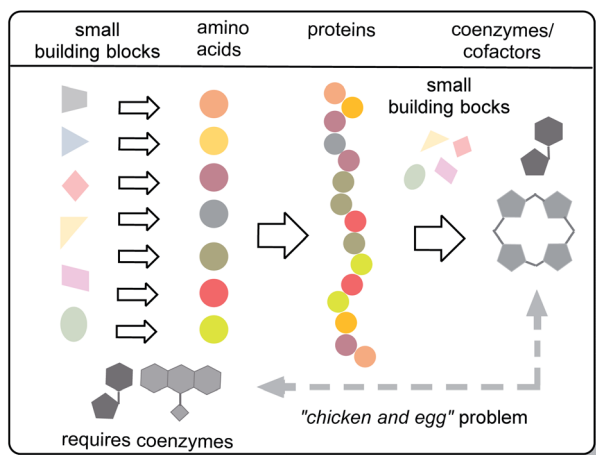 small
building blocks
amino
acids
proteins
coenzymes/
cofactors
small
building bocks
"chicken and egg" problem
requires coenzymes